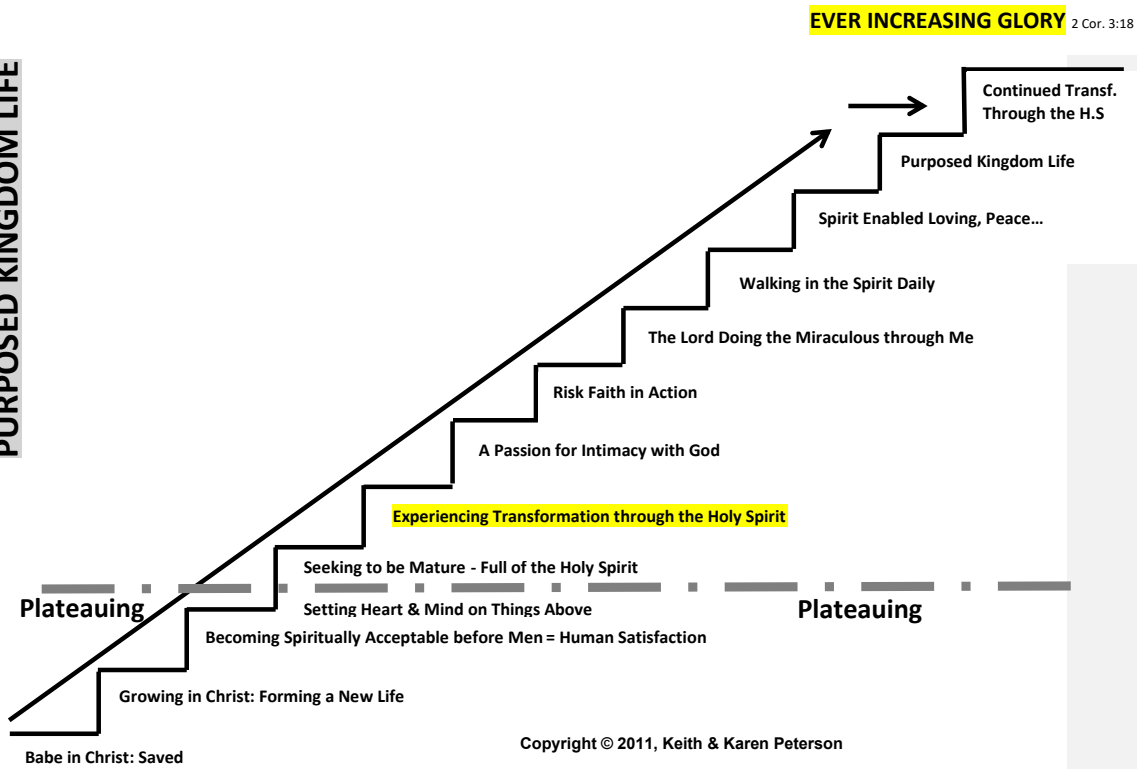 EVER INCREASING GLORY 2 Cor. 3:18
PURPOSED KINGDOM LIFE
Continued Transf.
Through the H.S
Purposed Kingdom Life
Spirit Enabled Loving, Peace…
Walking in the Spirit Daily
The Lord Doing the Miraculous through Me
Risk Faith in Action
A Passion for Intimacy with God
Experiencing Transformation through the Holy Spirit
Seeking to be Mature - Full of the Holy Spirit
Plateauing
Setting Heart & Mind on Things Above
Plateauing
Becoming Spiritually Acceptable before Men = Human Satisfaction
Growing in Christ: Forming a New Life
Babe in Christ: Saved
Copyright © 2011, Keith & Karen Peterson